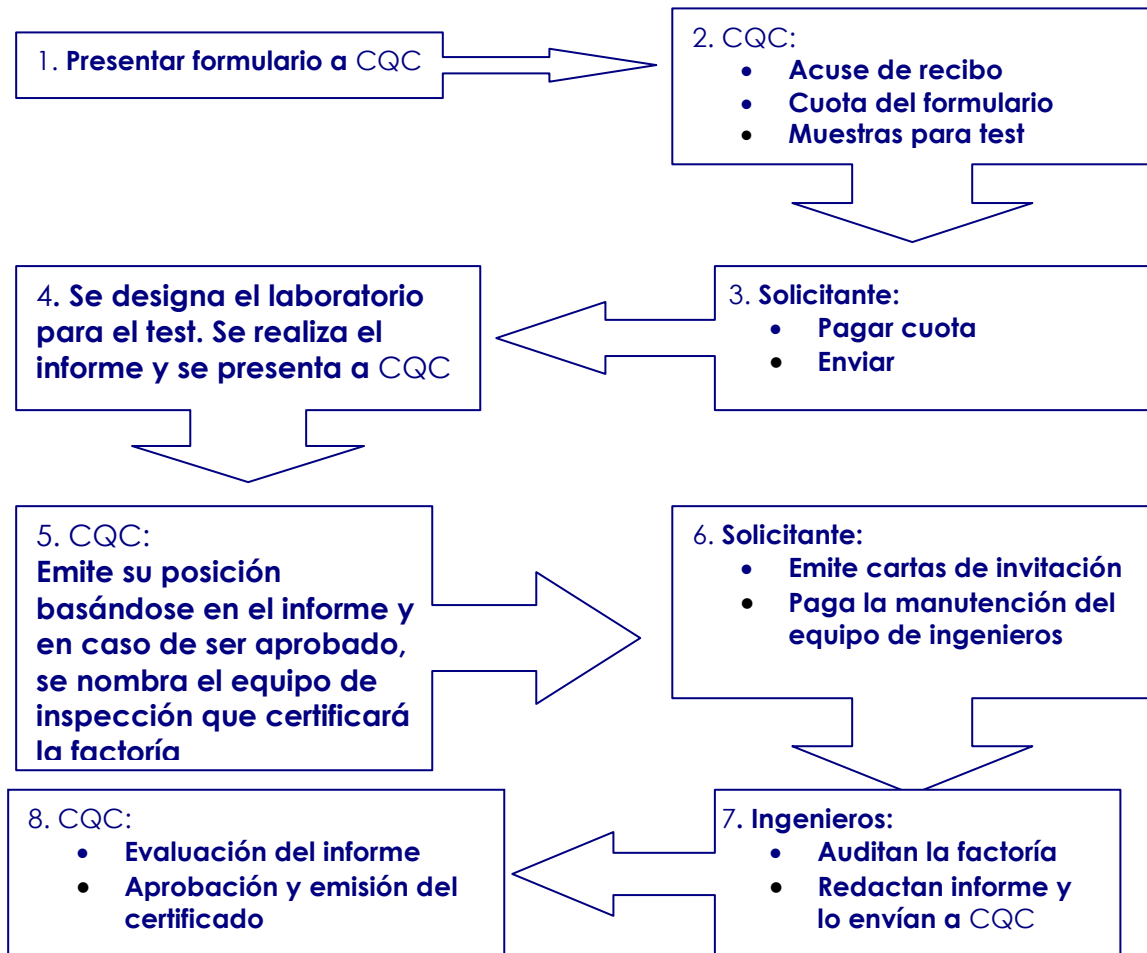 1. Presentar formulario a CQC
2. CQC:
• Acuse de recibo
• Cuota del formulario
• Muestras para test
3. Solicitante:
• Pagar cuota
• Enviar
4. Se designa el laboratorio
para el test. Se realiza el
informe y se presenta a CQC
5. CQC:
Emite su posición
basándose en el informe y
en caso de ser aprobado,
se nombra el equipo de
inspección que certificará
la factoría
6. Solicitante:
• Emite cartas de invitación
• Paga la manutención del
equipo de ingenieros
7. Ingenieros:
• Auditan la factoría
• Redactan informe y
lo envían a CQC
8. CQC:
• Evaluación del informe
• Aprobación y emisión del
certificado